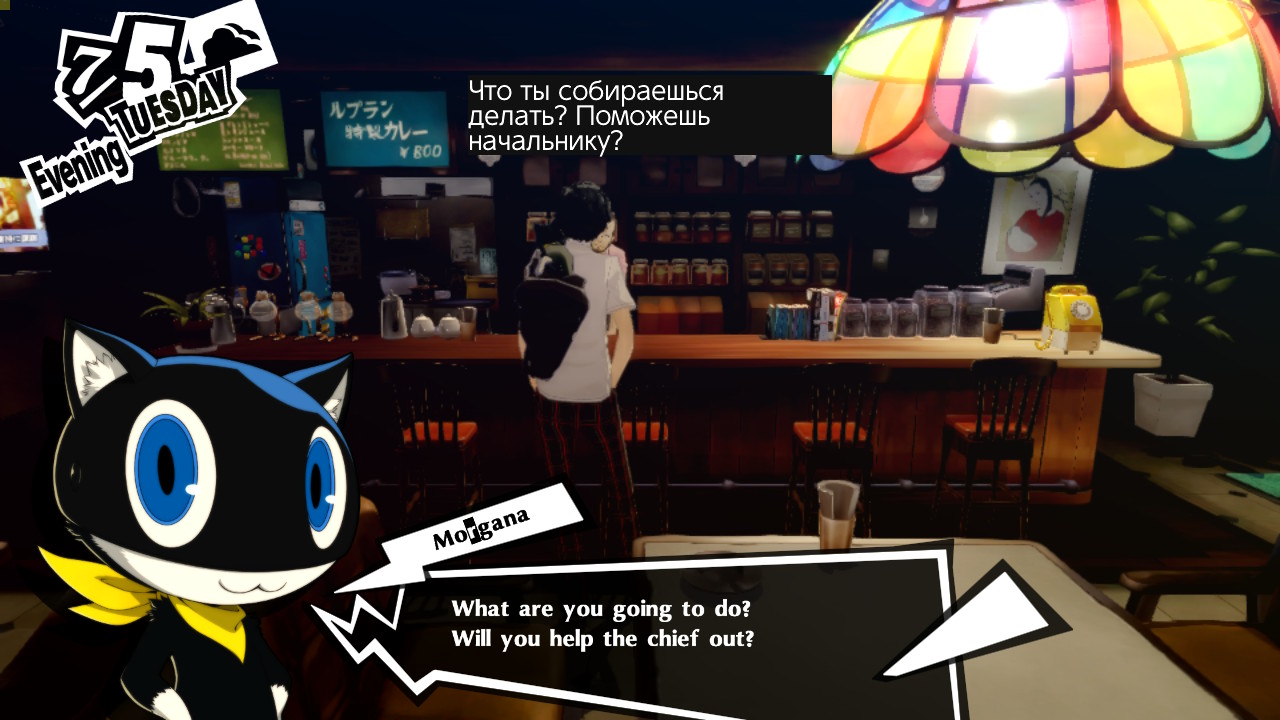 7 5
TUESDAY
Evening
ルブラン
特製カレー
¥800
Что ты собираешься
делать? Поможешь
начальнику?
Morgana
What are you going to do?
Will you help the chief out?